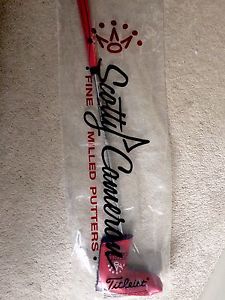 Scotty Cameron
• FINE MILLED PUTTERS •
Titleist